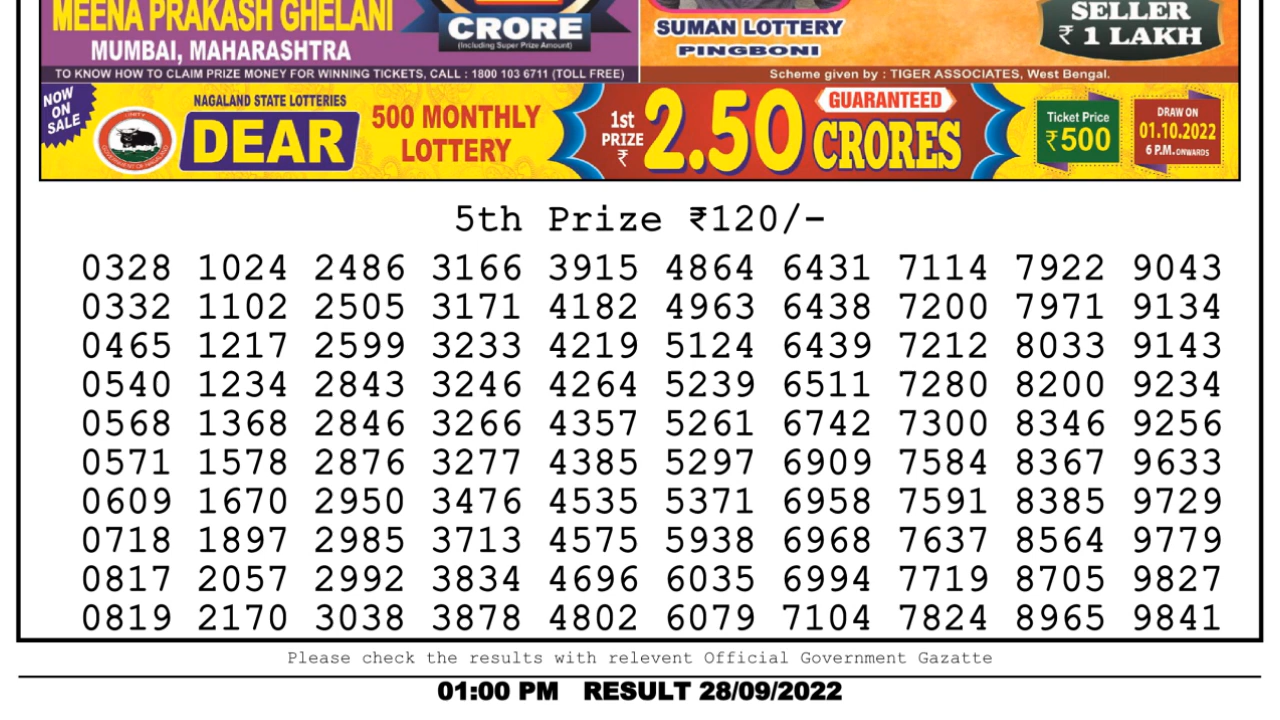 MEENA PRAKASH GHELANI
MUMBAI, MAHARASHTRA
CRORE
(Including Super Prize Amount)
SUMAN LOTTERY
PINGBONI
SELLER
₹ 1 LAKH
TO KNOW HOW TO CLAIM PRIZE MONEY FOR WINNING TICKETS, CALL : 1800 103 6711 (TOLL FREE)
Scheme given by : TIGER ASSOCIATES, West Bengal.
NOW
ON
SALE
NAGALAND STATE LOTTERIES
DEAR
500 MONTHLY
LOTTERY
1st
PRIZE
₹
2.50
GUARANTEED
CRORES
Ticket Price
₹500
DRAW ON
01.10.2022
6 P.M. ONWARDS
5th Prize ₹120/-
0328 1024 2486 3166 3915 4864 6431 7114 7922 9043
0332 1102 2505 3171 4182 4963 6438 7200 7971 9134
0465 1217 2599 3233 4219 5124 6439 7212 8033 9143
0540 1234 2843 3246 4264 5239 6511 7280 8200 9234
0568 1368 2846 3266 4357 5261 6742 7300 8346 9256
0571 1578 2876 3277 4385 5297 6909 7584 8367 9633
0609 1670 2950 3476 4535 5371 6958 7591 8385 9729
0718 1897 2985 3713 4575 5938 6968 7637 8564 9779
0817 2057 2992 3834 4696 6035 6994 7719 8705 9827
0819 2170 3038 3878 4802 6079 7104 7824 8965 9841
Please check the results with relevent Official Government Gazatte
01:00 PM RESULT 28/09/2022